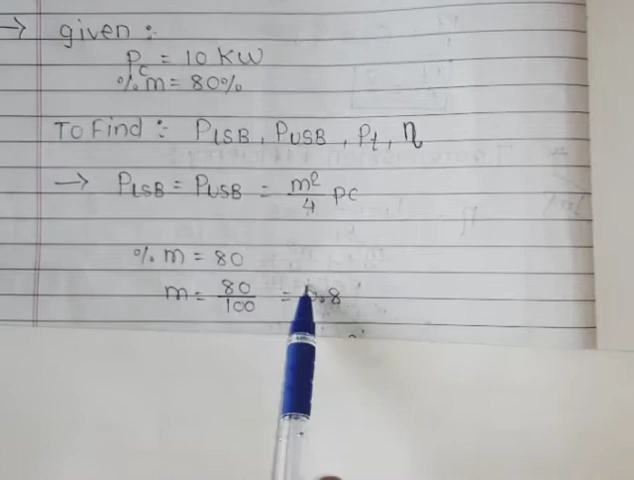 → given :
Pc = 10 KW
% m = 80%
To Find : PLSB, PUSB, Pt, η
→ PLSB = PUSB = m²/4 Pc
% m = 80
m = 80/100 = 0.8